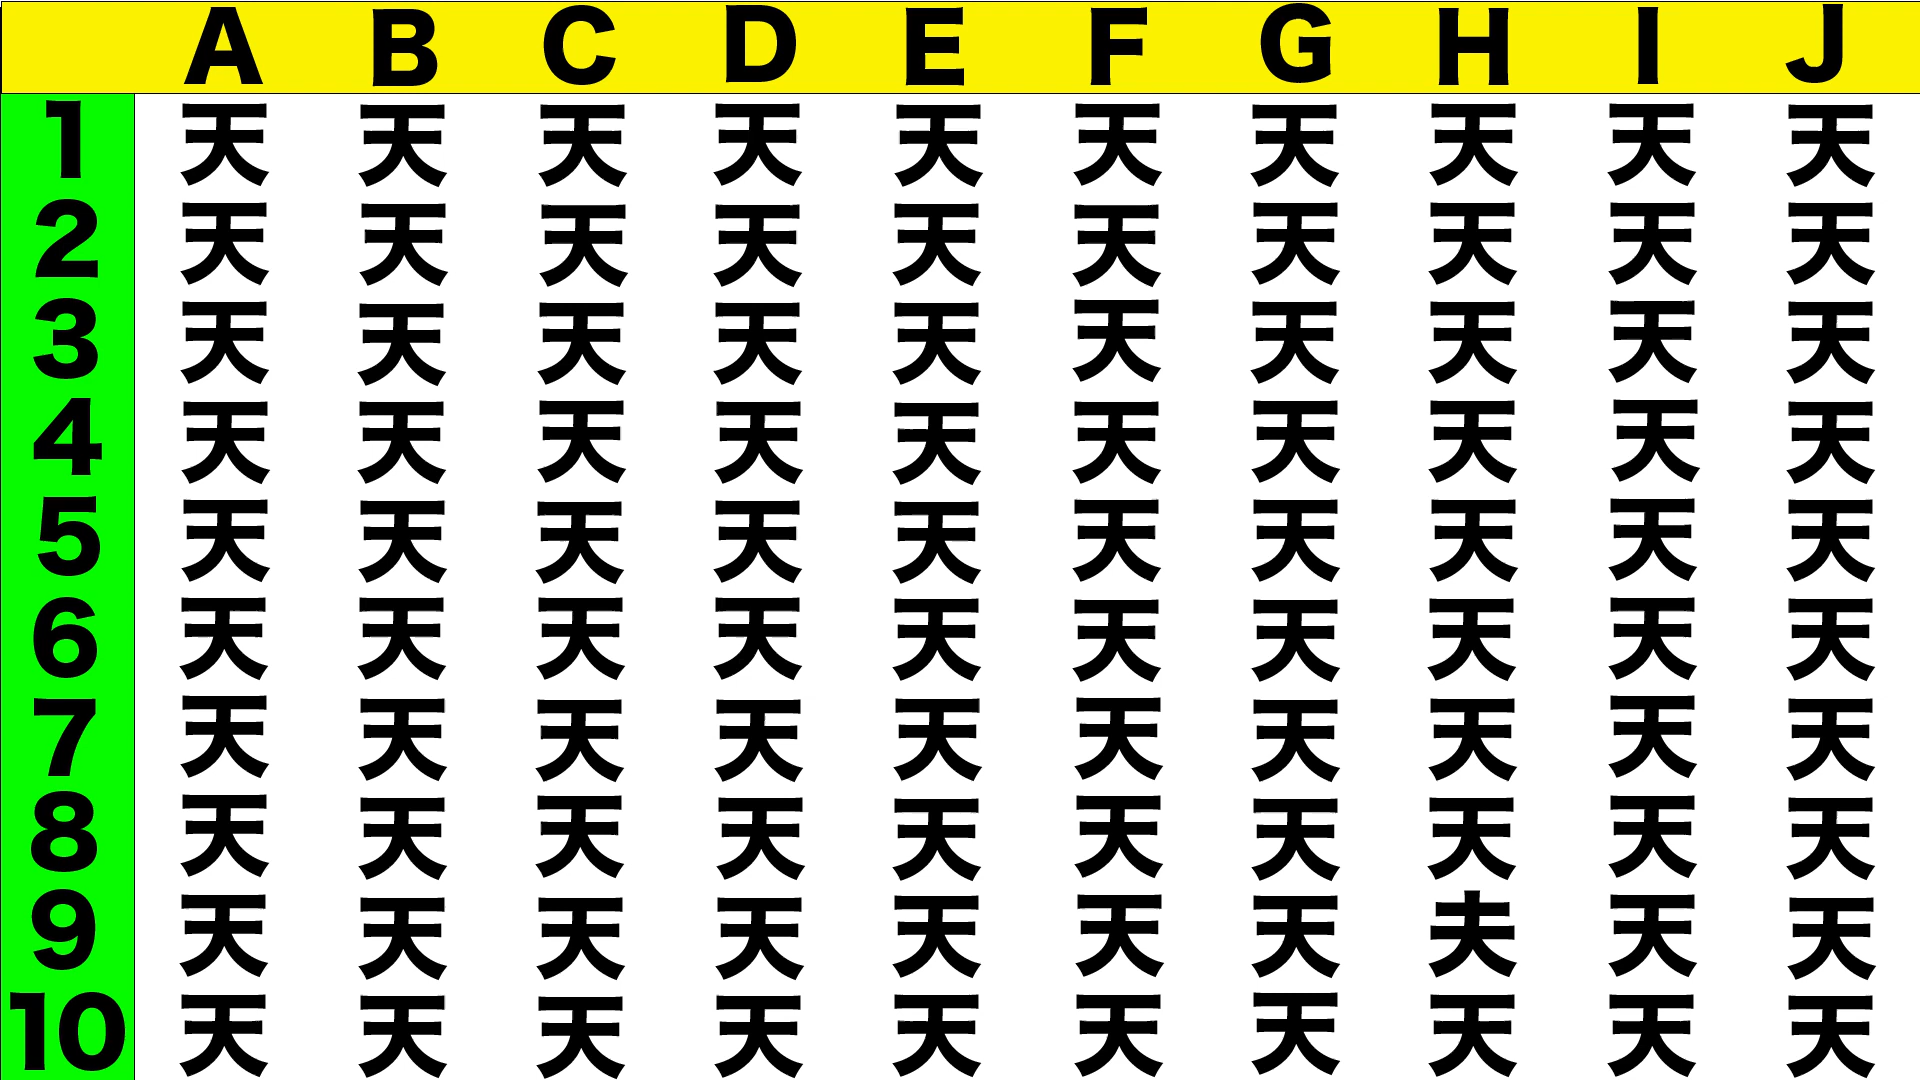 A B C D E F G H I J
1 天 天 天 天 天 天 天 天 天 天
2 天 天 天 天 天 天 天 天 天 天
3 天 天 天 天 天 天 天 天 天 天
4 天 天 天 天 天 天 天 天 天 天
5 天 天 天 天 天 天 天 天 天 天
6 天 天 天 天 天 天 天 天 天 天
7 天 天 天 天 天 天 天 天 天 天
8 天 天 天 天 天 天 天 天 天 天
9 天 天 天 天 天 天 天 夫 天 天
10 天 天 天 天 天 天 天 天 天 天